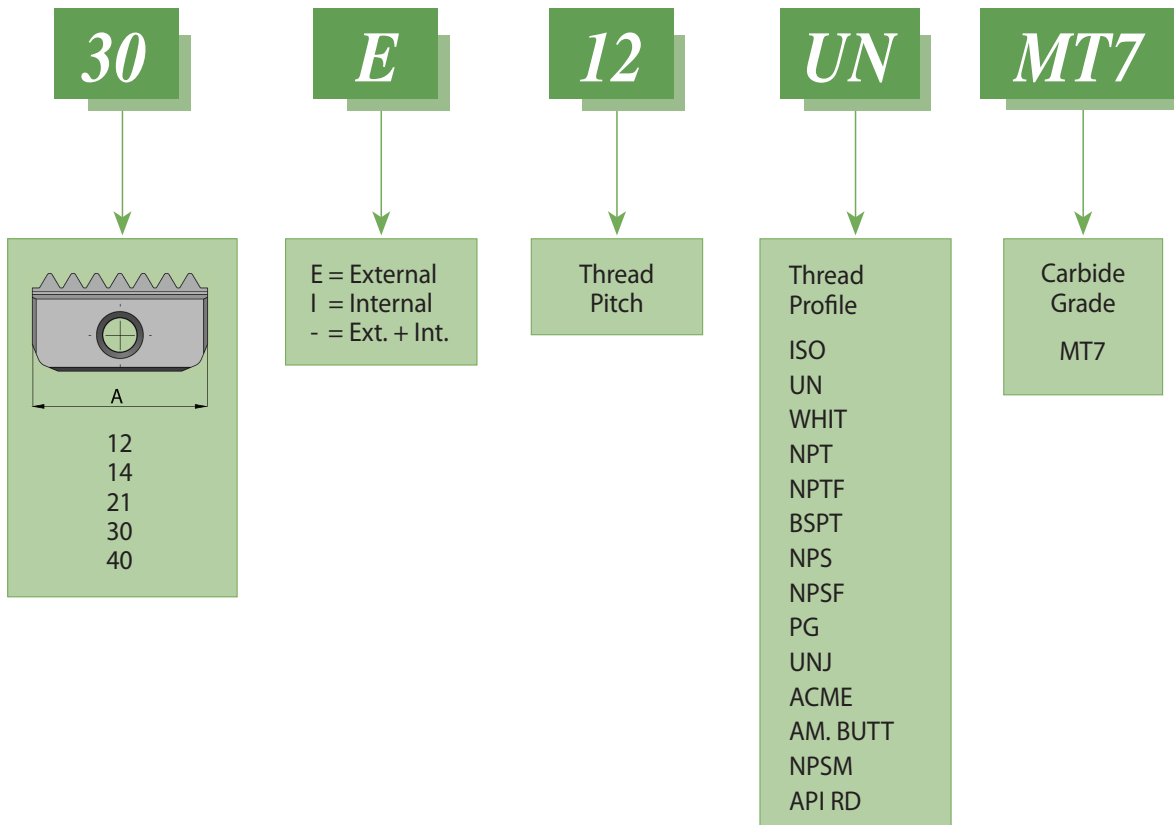 30
E
12
UN
MT7
A
12
14
21
30
40
E = External
I = Internal
- = Ext. + Int.
Thread
Pitch
Thread
Profile
ISO
UN
WHIT
NPT
NPTF
BSPT
NPS
NPSF
PG
UNJ
ACME
AM. BUTT
NPSM
API RD
Carbide
Grade
MT7